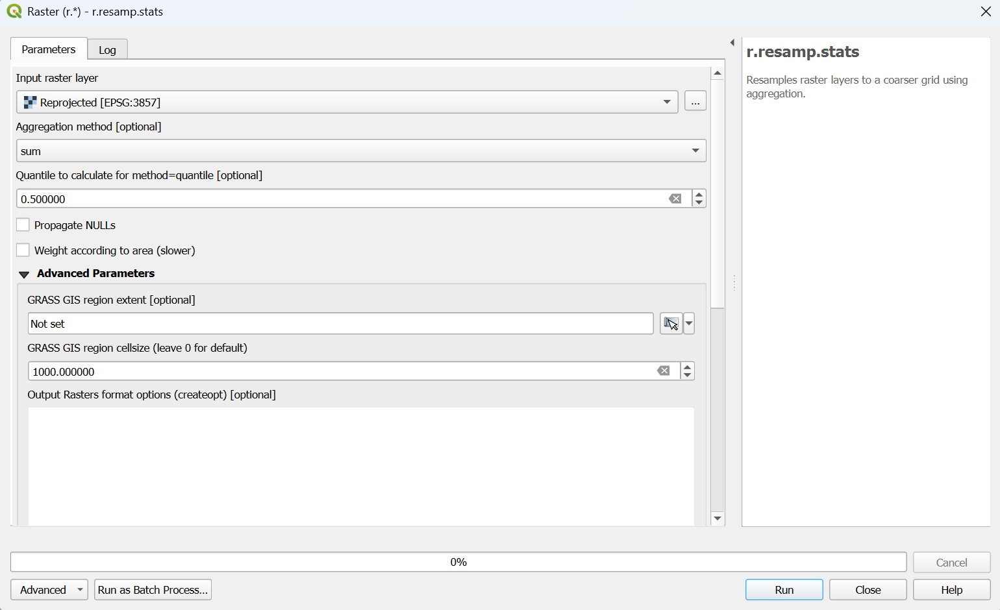 Raster (r.*) - r.resamp.stats
Parameters
Log
Input raster layer
Reprojected [EPSG:3857]
...
Aggregation method [optional]
sum
Quantile to calculate for method=quantile [optional]
0.500000
Propagate NULLs
Weight according to area (slower)
Advanced Parameters
GRASS GIS region extent [optional]
Not set
GRASS GIS region cellsize (leave 0 for default)
1000.000000
Output Rasters format options (createopt) [optional]
r.resamp.stats
Resamples raster layers to a coarser grid using
aggregation.
0%
Cancel
Advanced
Run as Batch Process...
Run
Close
Help